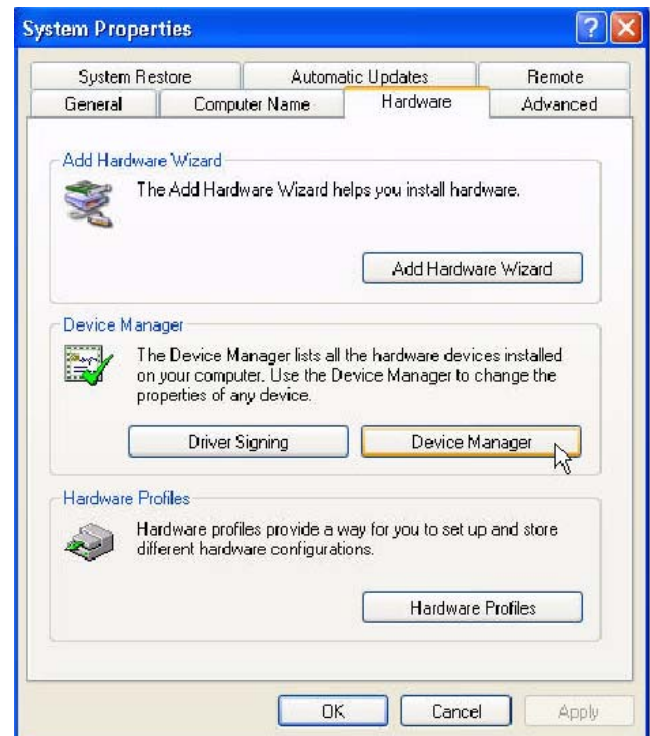 System Properties
System Restore Automatic Updates Remote
General Computer Name Hardware Advanced
Add Hardware Wizard
The Add Hardware Wizard helps you install hardware.
Add Hardware Wizard
Device Manager
The Device Manager lists all the hardware devices installed
on your computer. Use the Device Manager to change the
properties of any device.
Driver Signing Device Manager
Hardware Profiles
Hardware profiles provide a way for you to set up and store
different hardware configurations.
Hardware Profiles
OK Cancel Apply